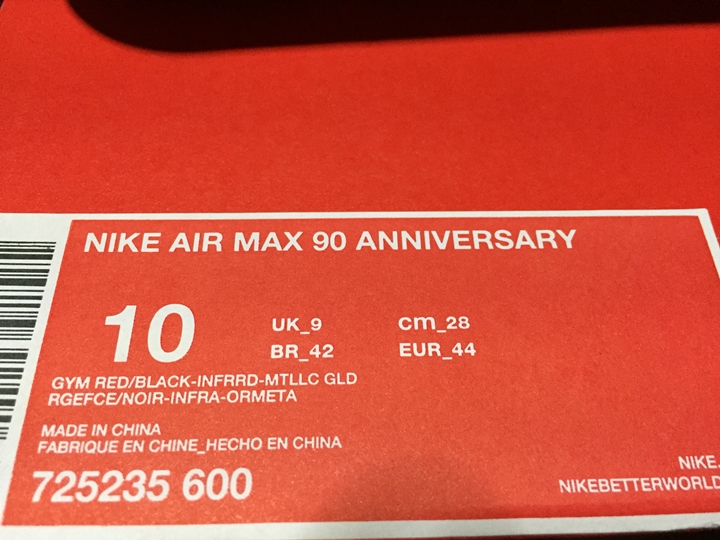 NIKE AIR MAX 90 ANNIVERSARY
10
UK_9 cm_28
BR_42 EUR_44
GYM RED/BLACK-INFRRD-MTLLC GLD
RGEFCE/NOIR-INFRA-ORMETA
MADE IN CHINA
FABRIQUE EN CHINE_HECHO EN CHINA
725235 600
NIKE.
NIKEBETTERWORLD